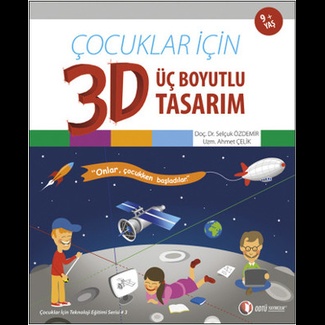 9 + YAŞ
ÇOCUKLAR İÇİN
3D ÜÇ BOYUTLU
TASARIM
Doç. Dr. Selçuk ÖZDEMİR
Uzm. Ahmet ÇELİK
"Onlar, çocukken başladılar."
Çocuklar İçin Teknoloji Eğitimi Serisi # 3
ODTÜ YAYINCILIK